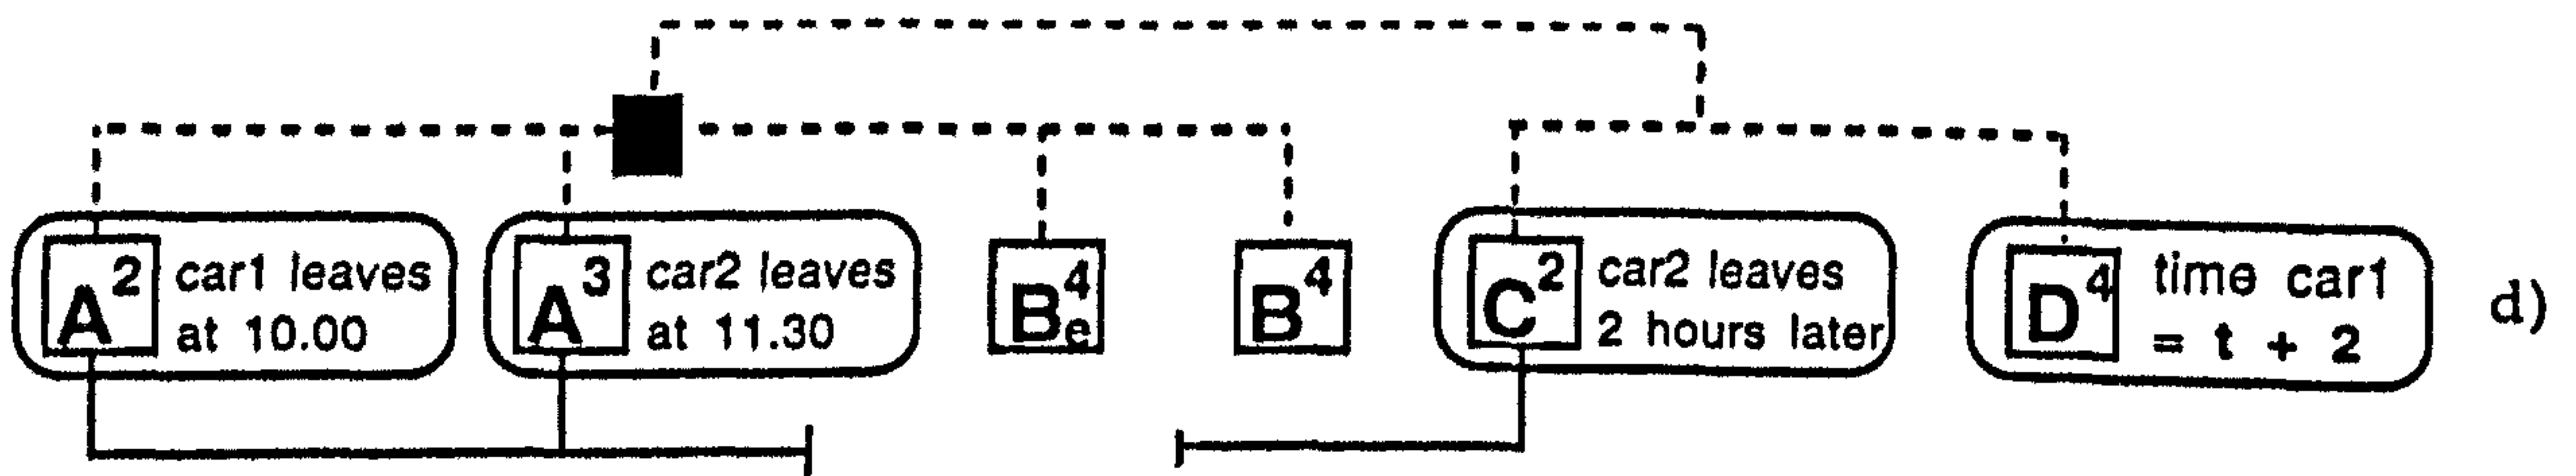 A2 car1 leaves
at 10.00
A3 car2 leaves
at 11.30
Be4
B4
C2 car2 leaves
2 hours later
D4 time car1
= t + 2
d)